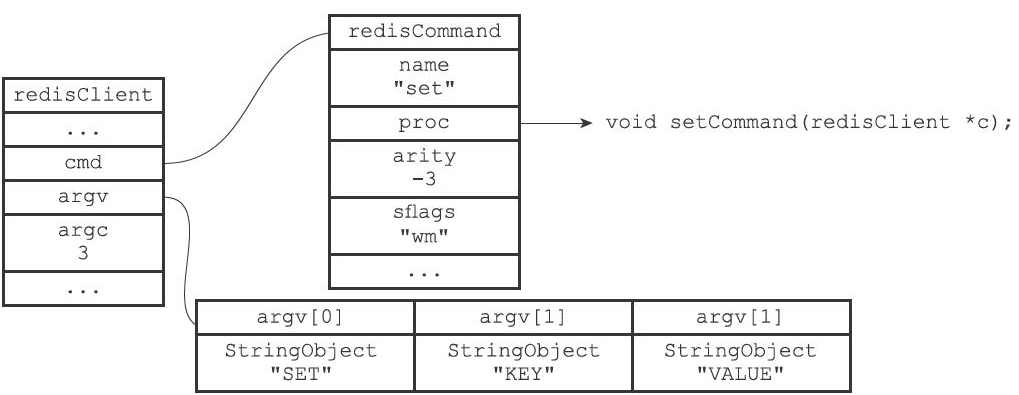 redisClient
...
cmd
argv
argc
3
...
redisCommand
name
"set"
proc
arity
-3
sflags
"wm"
...
void setCommand(redisClient *c);
argv[0]
argv[1]
argv[1]
StringObject
"SET"
StringObject
"KEY"
StringObject
"VALUE"